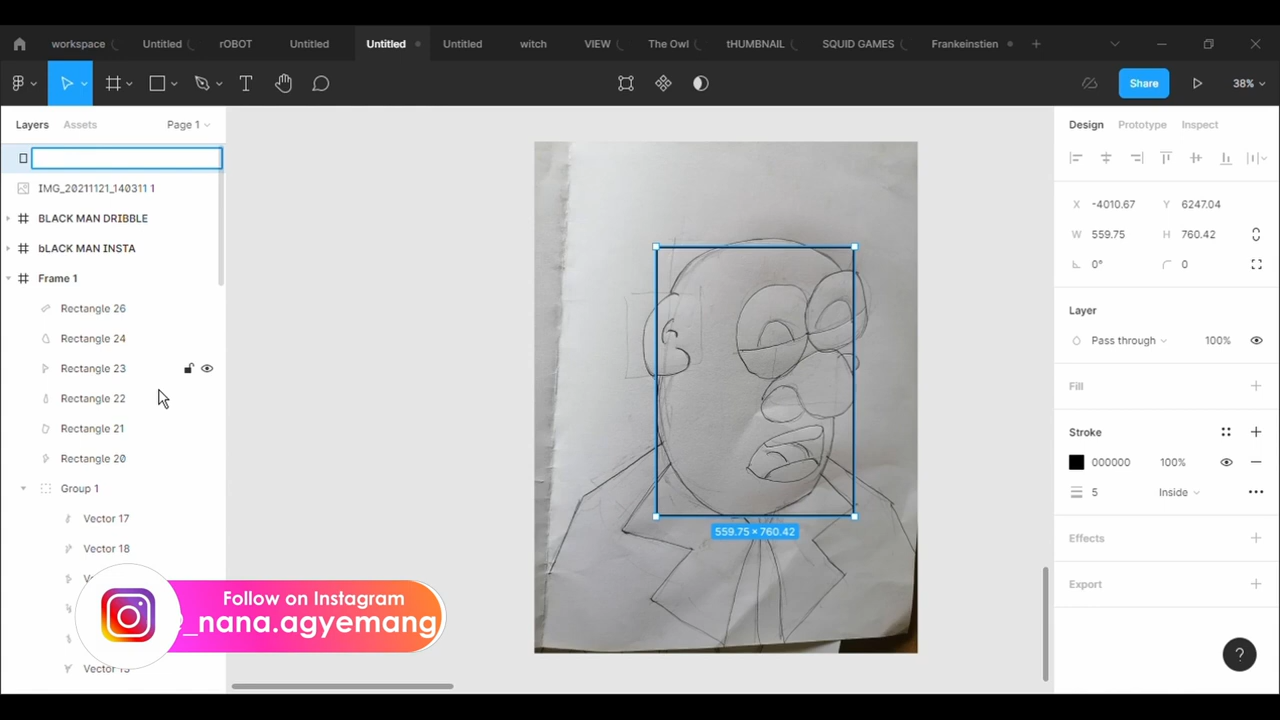 workspace Untitled rOBOT Untitled Untitled Untitled witch VIEW The Owl tHUMBNAIL SQUID GAMES Frankeinstien
Share 38%
Layers Assets Page 1
IMG_20211121_140311 1
BLACK MAN DRIBBLE
bLACK MAN INSTA
Frame 1
Rectangle 26
Rectangle 24
Rectangle 23
Rectangle 22
Rectangle 21
Rectangle 20
Group 1
Vector 17
Vector 18
559.75 × 760.42
Follow on Instagram
_nana.agyemang
Design Prototype Inspect
X -4010.67 Y 6247.04
W 559.75 H 760.42
0° 0
Layer
Pass through 100%
Fill
Stroke
000000 100%
5 Inside
Effects
Export
?